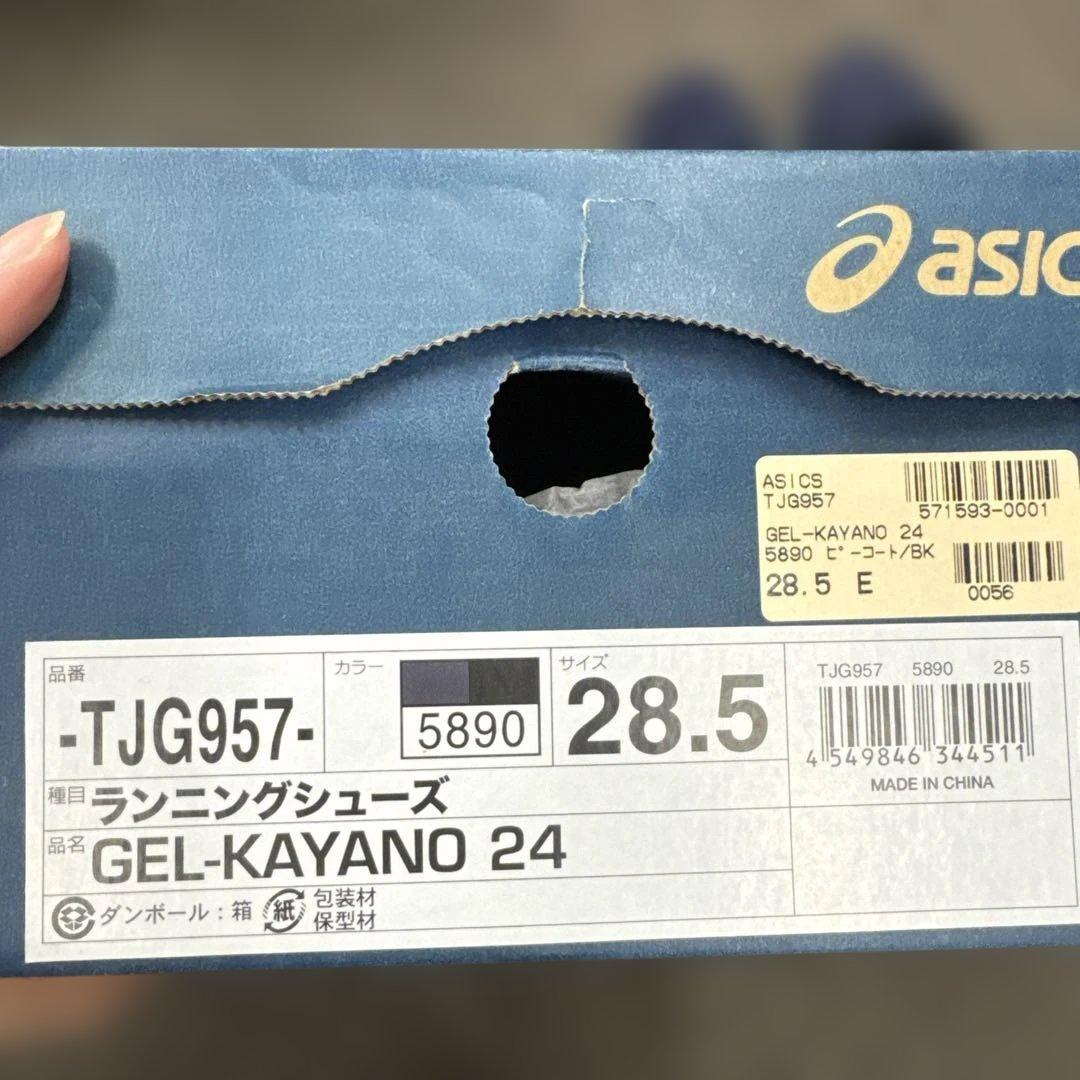 asic
ASICS
TJG957
571593-0001
GEL-KAYANO 24
5890 ピーコート/BK
28.5 E
0056
品番
-TJG957-
カラー
5890
サイズ
28.5
TJG957 5890 28.5
4 549846 344511
MADE IN CHINA
種目 ランニングシューズ
品名 GEL-KAYANO 24
ダンボール：箱 紙 包装材
保型材